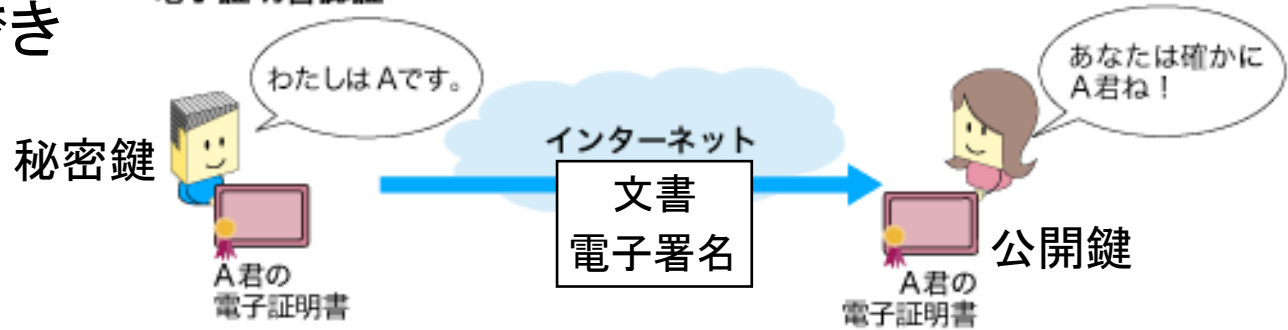 わたしは Aです。
あなたは確かに
A君ね！
インターネット
秘密鍵
文書
電子署名
公開鍵
A君の
電子証明書
A君の
電子証明書